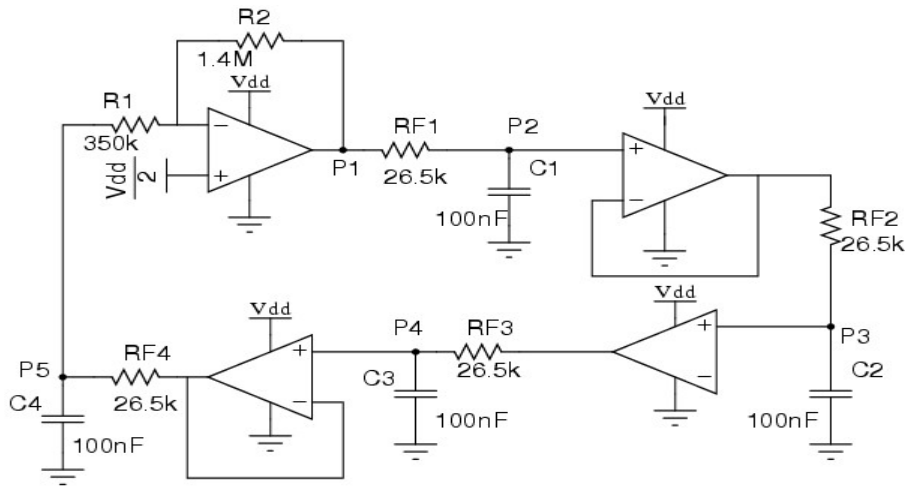 R2
1.4M
Vdd
R1
350k
−
+
Vdd
2
P1
RF1
26.5k
P2
C1
100nF
Vdd
+
−
RF2
26.5k
Vdd
+
−
P3
C2
100nF
RF3
26.5k
P4
C3
100nF
Vdd
+
−
RF4
26.5k
P5
C4
100nF